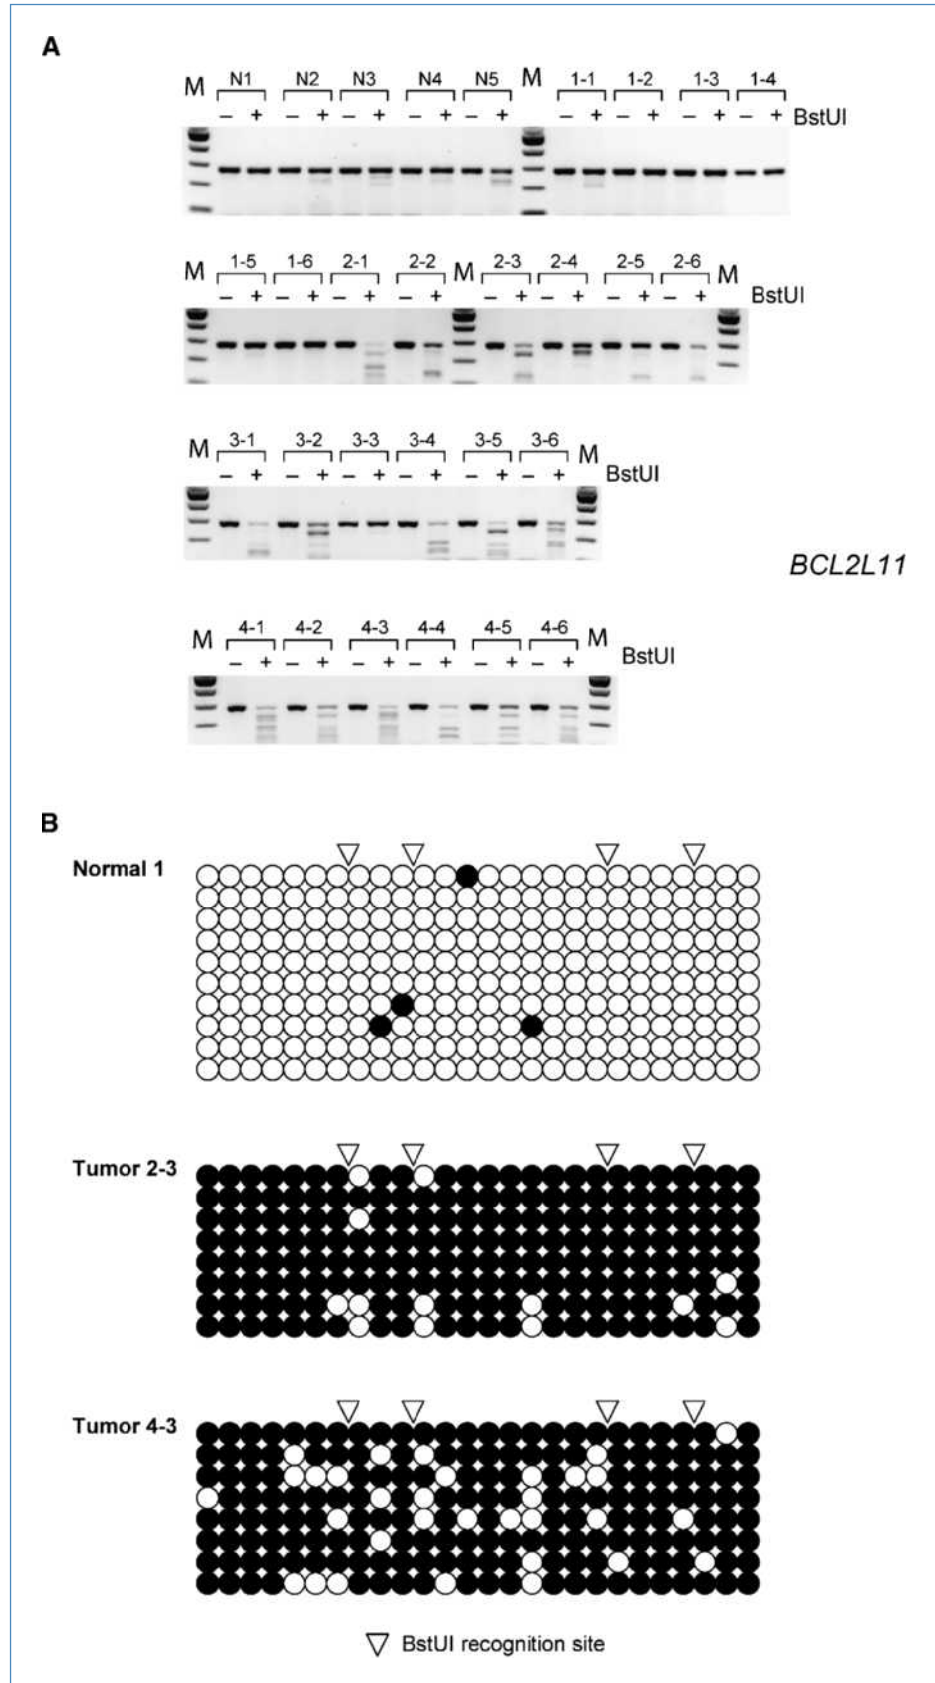 A
M N1 N2 N3 N4 N5 M 1-1 1-2 1-3 1-4
– + – + – + – + – + – + – + – + – + BstUI
M 1-5 1-6 2-1 2-2 M 2-3 2-4 2-5 2-6 M
– + – + – + – + – + – + – + – + BstUI
M 3-1 3-2 3-3 3-4 3-5 3-6 M
– + – + – + – + – + – + BstUI
BCL2L11
M 4-1 4-2 4-3 4-4 4-5 4-6 M
– + – + – + – + – + – + BstUI
B
Normal 1
Tumor 2-3
Tumor 4-3
BstUI recognition site